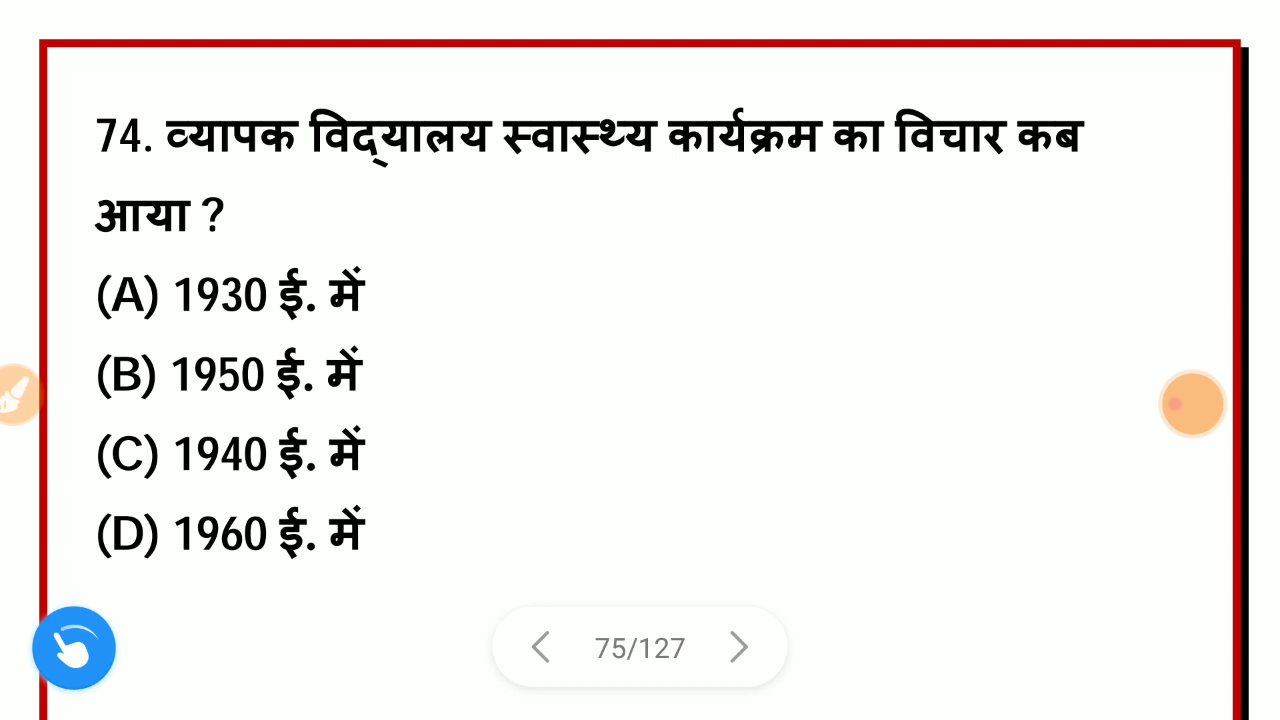 74. व्यापक विद्यालय स्वास्थ्य कार्यक्रम का विचार कब
आया ?
(A) 1930 ई. में
(B) 1950 ई. में
(C) 1940 ई. में
(D) 1960 ई. में
75/127